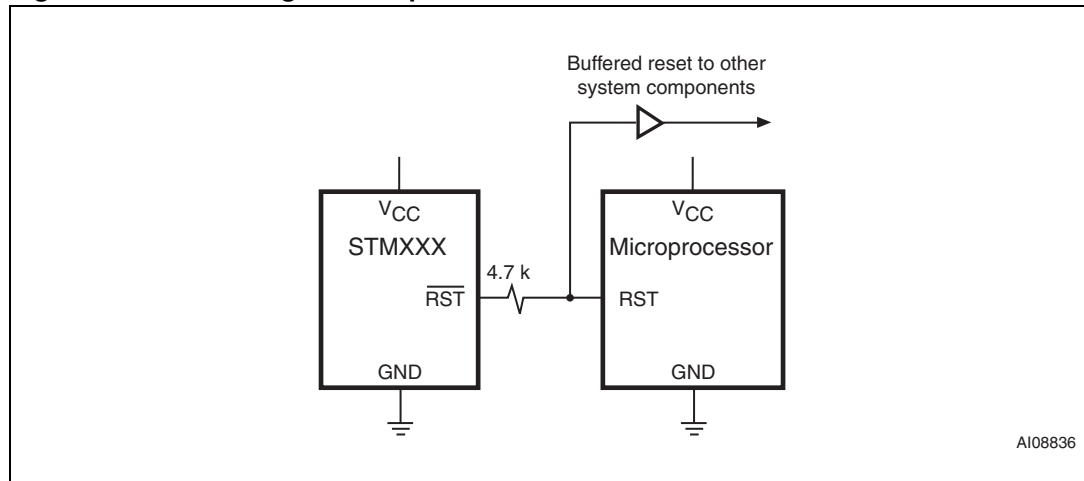 Buffered reset to other
system components
VCC
STMXXX
4.7 k
RST
GND
VCC
Microprocessor
RST
GND
AI08836